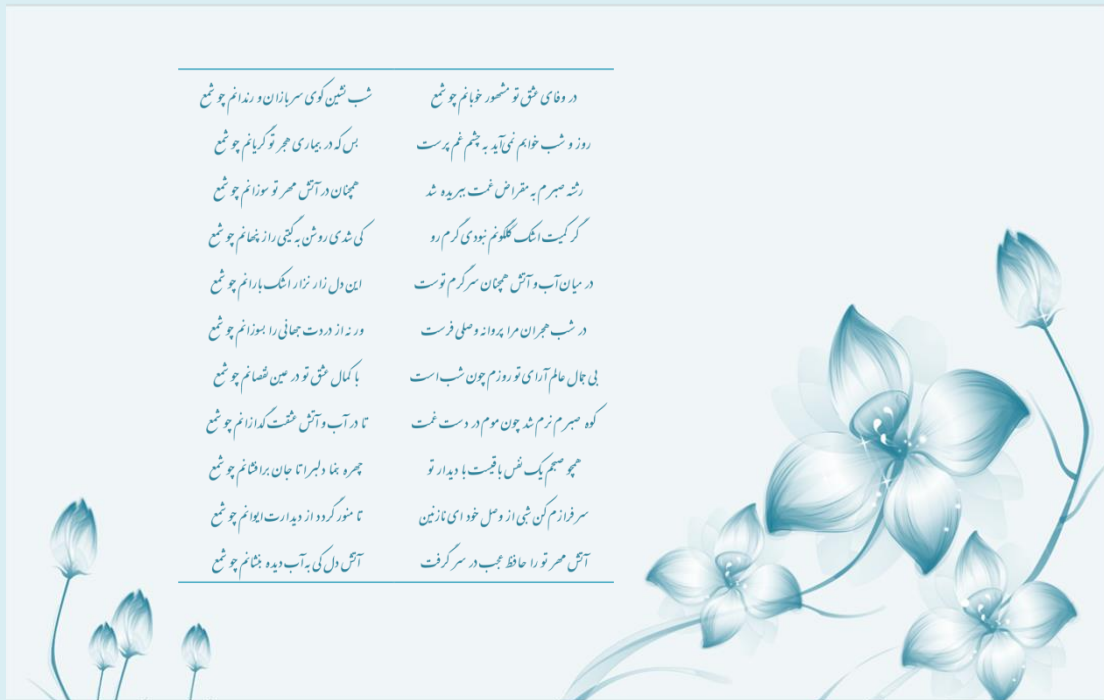 در وفای عشق تو مشهور خوبانم چو شمع شب نشین کوی سربازان و رندانم چو شمع
روز و شب خوابم نمی‌آید به چشم غم پرست بس که در بیماری هجر تو گریانم چو شمع
رشته صبرم به مقراض غمت ببریده شد همچنان در آتش مهر تو سوزانم چو شمع
گر کمیت اشک گلگونم نبودی گرم رو کی شدی روشن به گیتی راز پنهانم چو شمع
در میان آب و آتش همچنان سرگرم توست این دل زار نزار اشک بارانم چو شمع
در شب هجران مرا پروانه وصلی فرست ور نه از دردت جهانی را بسوزانم چو شمع
بی جمال عالم آرای تو روزم چون شب است با کمال عشق تو در عین نقصانم چو شمع
کوه صبرم نرم شد چون موم در دست غمت تا در آب و آتش عشقت گدازانم چو شمع
همچو صبحم یک نفس باقیست با دیدار تو چهره بنما دلبرا تا جان برافشانم چو شمع
سرفرازم کن شبی از وصل خود ای نازنین تا منور گردد از دیدارت ایوانم چو شمع
آتش مهر تو را حافظ عجب در سر گرفت آتش دل کی به آب دیده بنشانم چو شمع